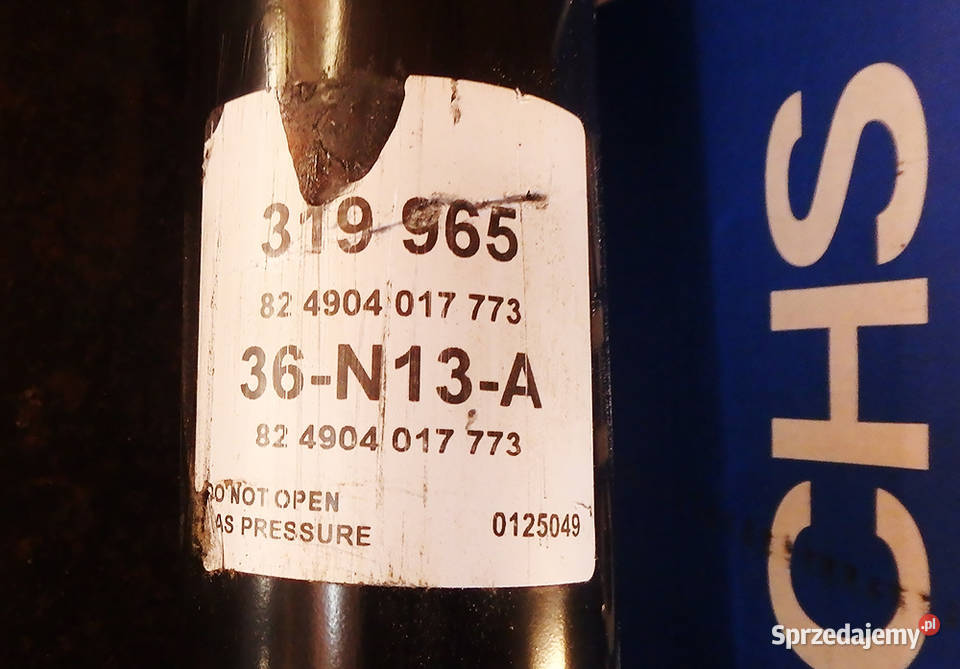 319 965
82 4904 017 773
36-N13-A
82 4904 017 773
DO NOT OPEN
AS PRESSURE
0125049
CHS
Sprzedajemy.pl